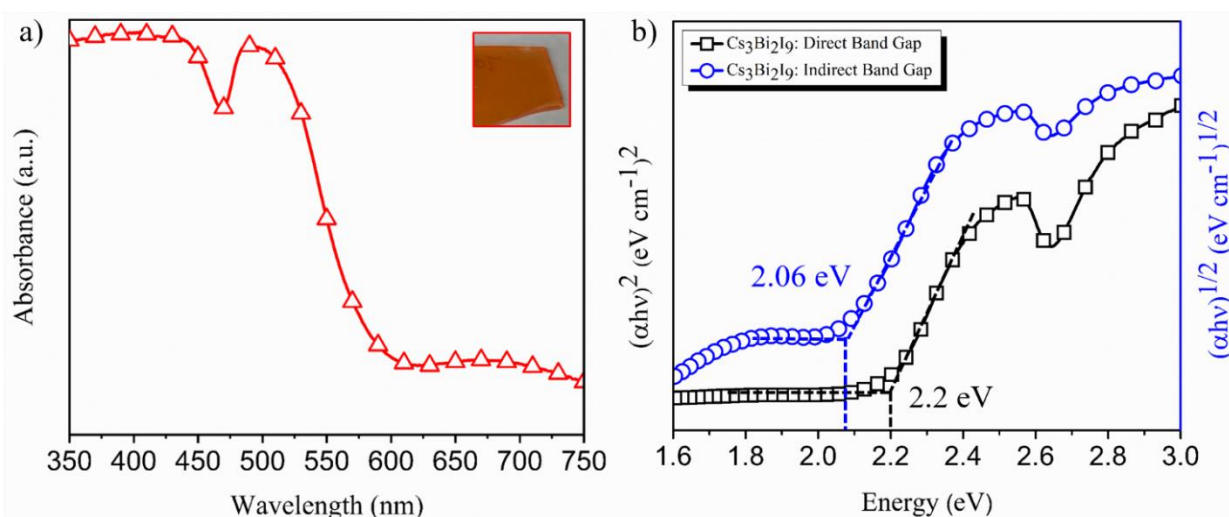 a)
Absorbance (a.u.)
350 400 450 500 550 600 650 700 750
Wavelength (nm)
b)
Cs3Bi2I9: Direct Band Gap
Cs3Bi2I9: Indirect Band Gap
(αhν)² (eV cm⁻¹)²
2.06 eV
2.2 eV
(αhν)^1/2 (eV cm⁻¹)^1/2
1.6 1.8 2.0 2.2 2.4 2.6 2.8 3.0
Energy (eV)